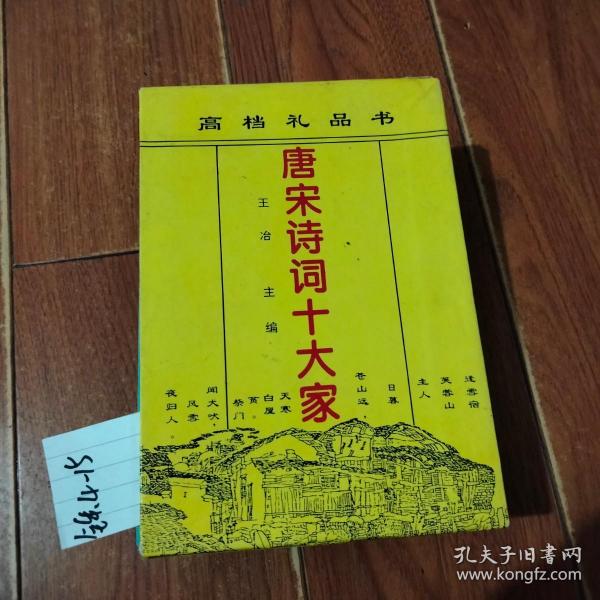 高档礼品书
唐宋诗词十大家
王冶 主编
逢雪宿
芙蓉山
主人
日暮
苍山远，
天寒
白屋
贫。
柴门
闻犬吠，
风雪
夜归人。
孔夫子旧书网
www.kongfz.com